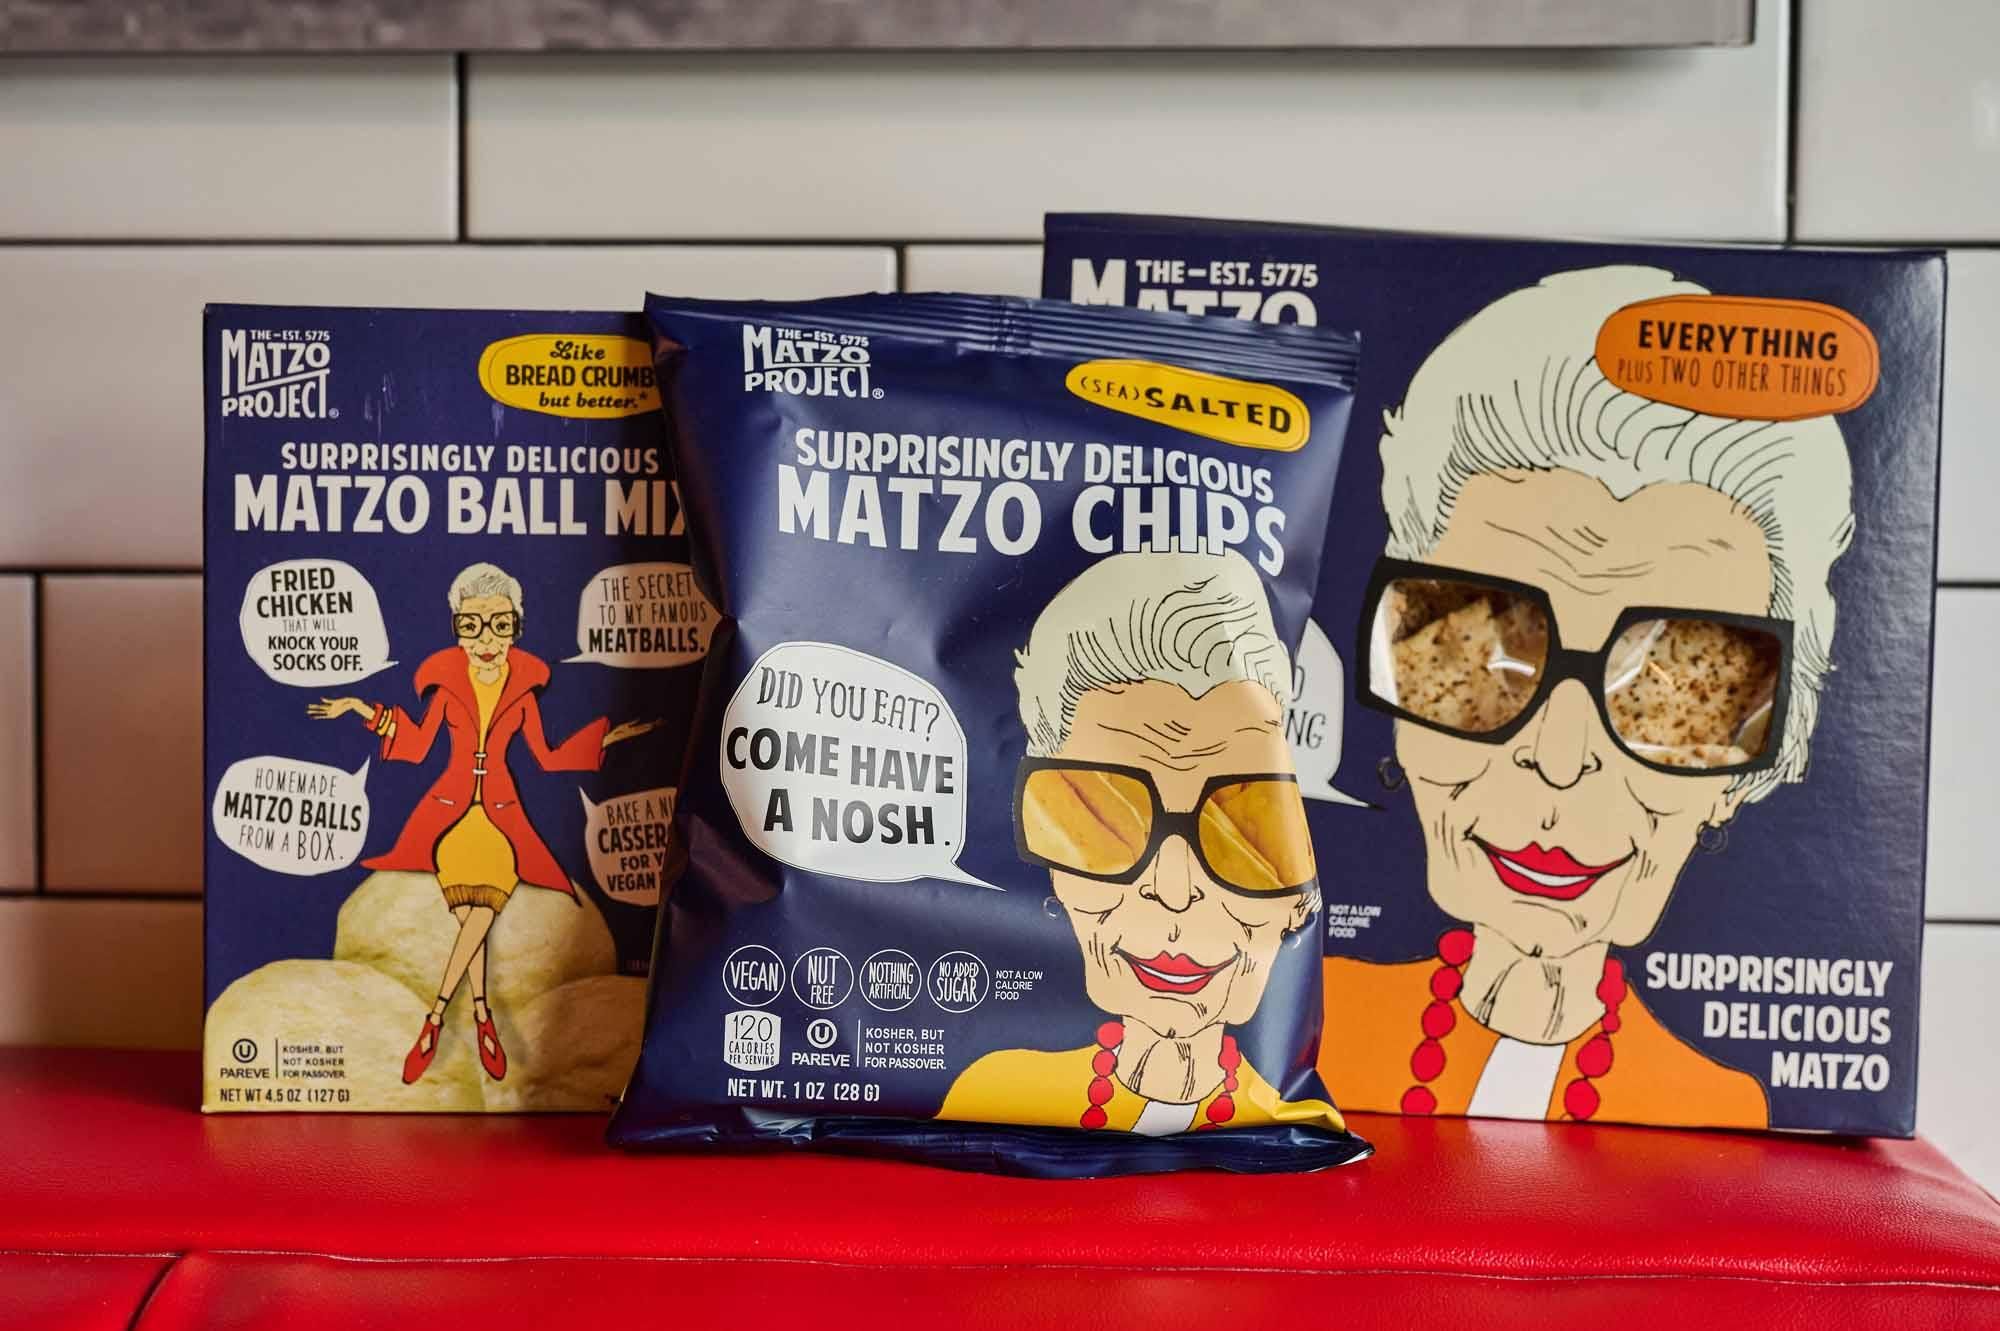 THE-EST. 5775
MATZO
PROJECT®
Like
BREAD CRUMB
but better.*
SURPRISINGLY DELICIOUS
MATZO BALL MIX
FRIED
CHICKEN
THAT WILL
KNOCK YOUR
SOCKS OFF.
THE SECRET
TO MY FAMOUS
MEATBALLS.
HOMEMADE
MATZO BALLS
FROM A BOX.
BAKE A NI
CASSER
FOR Y
VEGAN
U
PAREVE
KOSHER, BUT
NOT KOSHER
FOR PASSOVER.
NET WT 4.5 OZ (127 G)
THE-EST. 5775
MATZO
PROJECT®
(SEA) SALTED
SURPRISINGLY DELICIOUS
MATZO CHIPS
DID YOU EAT?
COME HAVE
A NOSH.
VEGAN
NUT
FREE
NOTHING
ARTIFICIAL
NO ADDED
SUGAR
NOT A LOW
CALORIE
FOOD
120
CALORIES
PER SERVING
U
PAREVE
KOSHER, BUT
NOT KOSHER
FOR PASSOVER.
NET WT. 1 OZ (28 G)
THE-EST. 5775
MATZO
EVERYTHING
PLUS TWO OTHER THINGS
NG
NOT A LOW
CALORIE
FOOD
SURPRISINGLY
DELICIOUS
MATZO